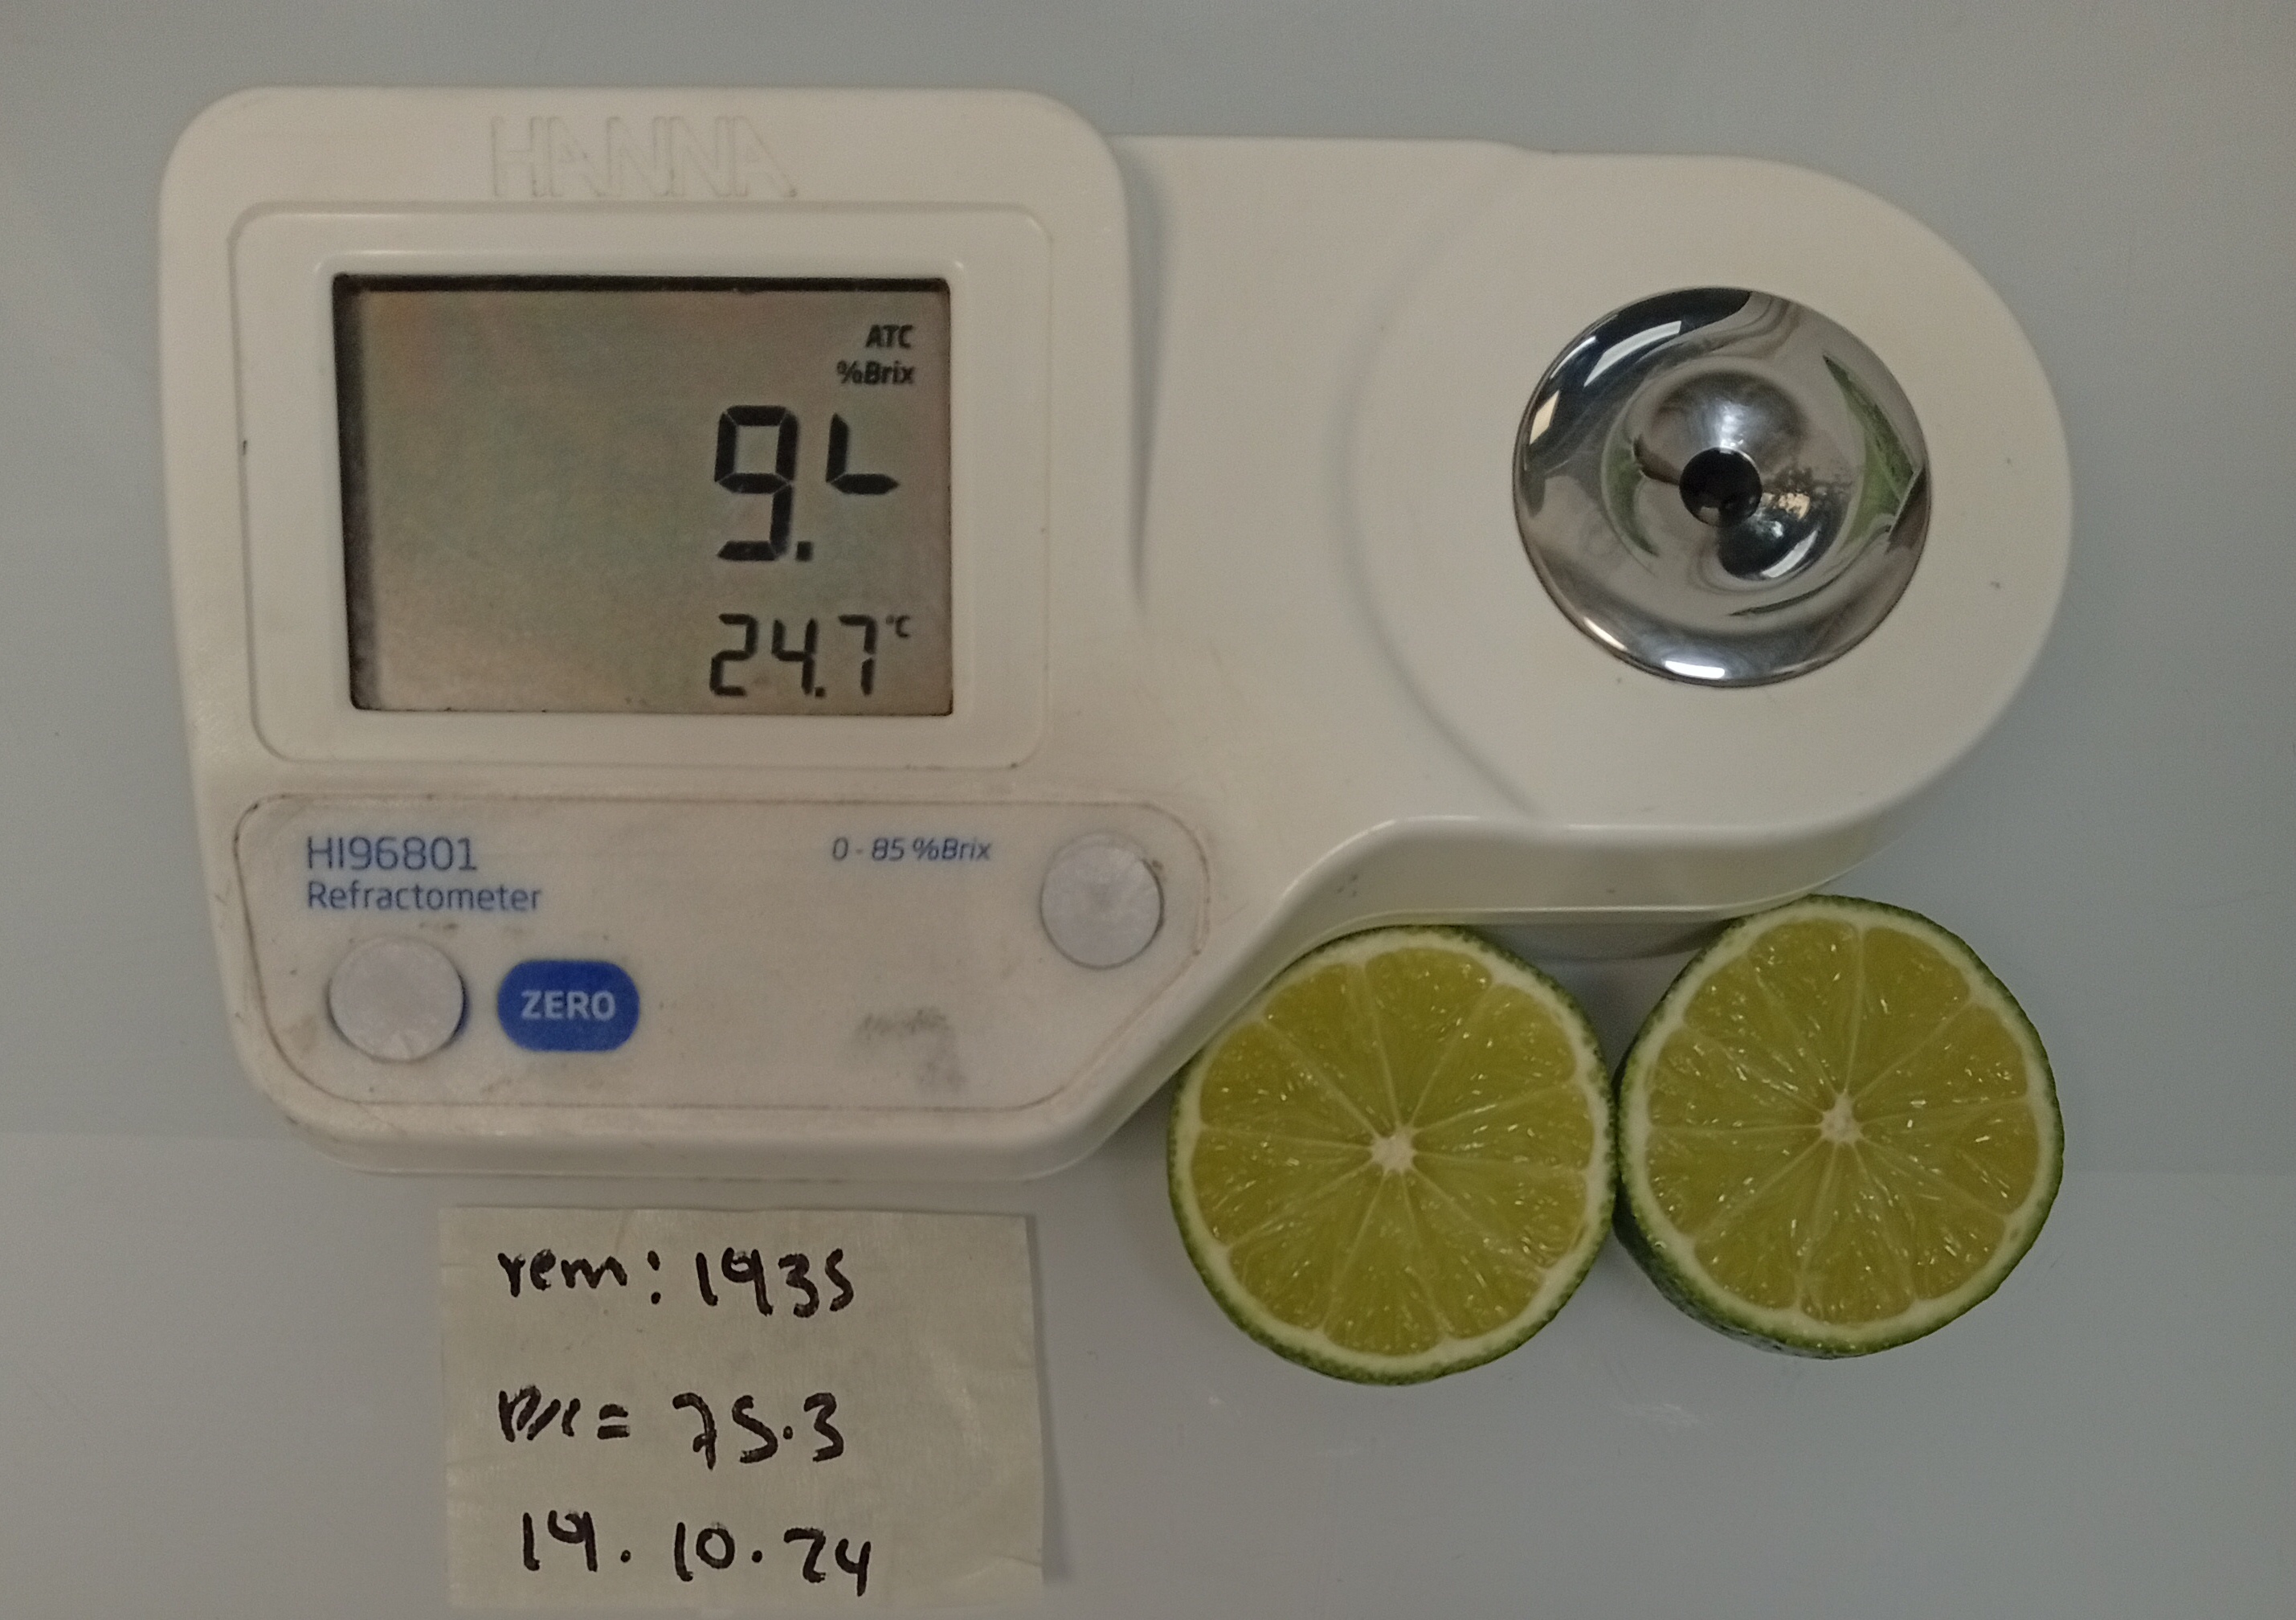 HANNA
ATC
%Brix
9.
24.7°C
HI96801
0-85 %Brix
Refractometer
ZERO
rem: 1935
= 75.3
19.10.24